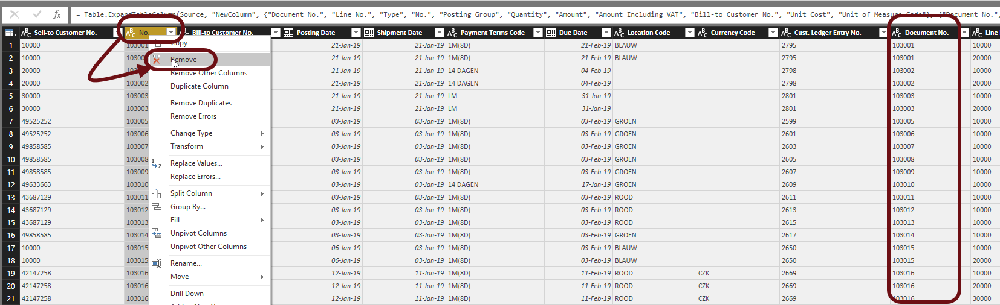 fx = Table.ExpandTableColumn(Source, "NewColumn", {"Document No.", "Line No.", "Type", "No.", "Posting Group", "Quantity", "Amount", "Amount Including VAT", "Bill-to Customer No.", "Unit Cost", "Unit of Measure Code"}, {"Document No.",
Sell-to Customer No. No. Bill-to Customer No. Posting Date Shipment Date Payment Terms Code Due Date Location Code Currency Code Cust. Ledger Entry No. Document No. Line
1 10000 103001 21-Jan-19 21-Jan-19 1M(8D) 21-Feb-19 BLAUW 2795 103001 10000
2 10000 21-Jan-19 21-Jan-19 1M(8D) 21-Feb-19 BLAUW 2795 103001 20000
3 20000 21-Jan-19 21-Jan-19 14 DAGEN 04-Feb-19 2798 103002 10000
4 20000 103002 21-Jan-19 21-Jan-19 14 DAGEN 04-Feb-19 2798 103002 20000
5 30000 103003 21-Jan-19 21-Jan-19 LM 31-Jan-19 2801 103003 10000
6 30000 103003 21-Jan-19 21-Jan-19 LM 31-Jan-19 2801 103003 20000
7 49525252 103005 03-Jan-19 03-Jan-19 1M(8D) 03-Feb-19 GROEN 2599 103005 10000
8 49525252 103006 03-Jan-19 03-Jan-19 1M(8D) 03-Feb-19 GROEN 2601 103006 10000
9 49858585 103007 03-Jan-19 03-Jan-19 1M(8D) 03-Feb-19 GROEN 2603 103007 10000
10 49858585 103008 03-Jan-19 03-Jan-19 1M(8D) 03-Feb-19 GROEN 2605 103008 10000
11 49858585 103009 03-Jan-19 03-Jan-19 1M(8D) 03-Feb-19 GROEN 2607 103009 10000
12 49633663 103010 03-Jan-19 03-Jan-19 14 DAGEN 17-Jan-19 GROEN 2609 103010 10000
13 43687129 103011 03-Jan-19 03-Jan-19 1M(8D) 03-Feb-19 ROOD 2611 103011 10000
14 43687129 103012 03-Jan-19 03-Jan-19 1M(8D) 03-Feb-19 ROOD 2613 103012 10000
15 43687129 103013 03-Jan-19 03-Jan-19 1M(8D) 03-Feb-19 ROOD 2615 103013 10000
16 49858585 103014 03-Jan-19 03-Jan-19 1M(8D) 03-Feb-19 GROEN 2617 103014 10000
17 10000 103015 06-Jan-19 03-Jan-19 1M(8D) 03-Feb-19 BLAUW 2650 103015 10000
18 10000 103015 06-Jan-19 03-Jan-19 1M(8D) 03-Feb-19 BLAUW 2650 103015 20000
19 42147258 103016 12-Jan-19 11-Jan-19 1M(8D) 11-Feb-19 ROOD CZK 2669 103016 10000
20 42147258 103016 12-Jan-19 11-Jan-19 1M(8D) 11-Feb-19 ROOD CZK 2669 103016 20000
21 42147258 103016 12-Jan-19 11-Jan-19 1M(8D) 11-Feb-19 ROOD CZK 2669 103016 30000
Copy
Remove
Remove Other Columns
Duplicate Column
Remove Duplicates
Remove Errors
Change Type
Transform
Replace Values...
Replace Errors...
Split Column
Group By...
Fill
Unpivot Columns
Unpivot Other Columns
Rename...
Move
Drill Down